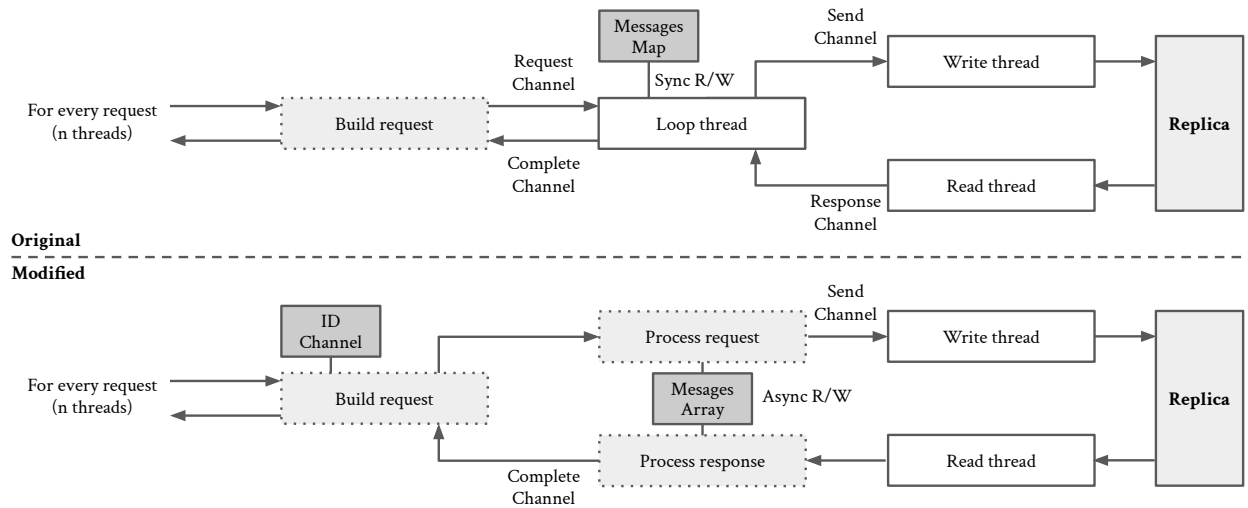 Messages
Map
Send
Channel
Request
Channel
Sync R/W
Write thread
For every request
(n threads)
Build request
Loop thread
Replica
Complete
Channel
Read thread
Response
Channel
Original
Modified
ID
Channel
Send
Channel
Process request
Write thread
For every request
(n threads)
Build request
Mesages
Array
Async R/W
Replica
Process response
Read thread
Complete
Channel